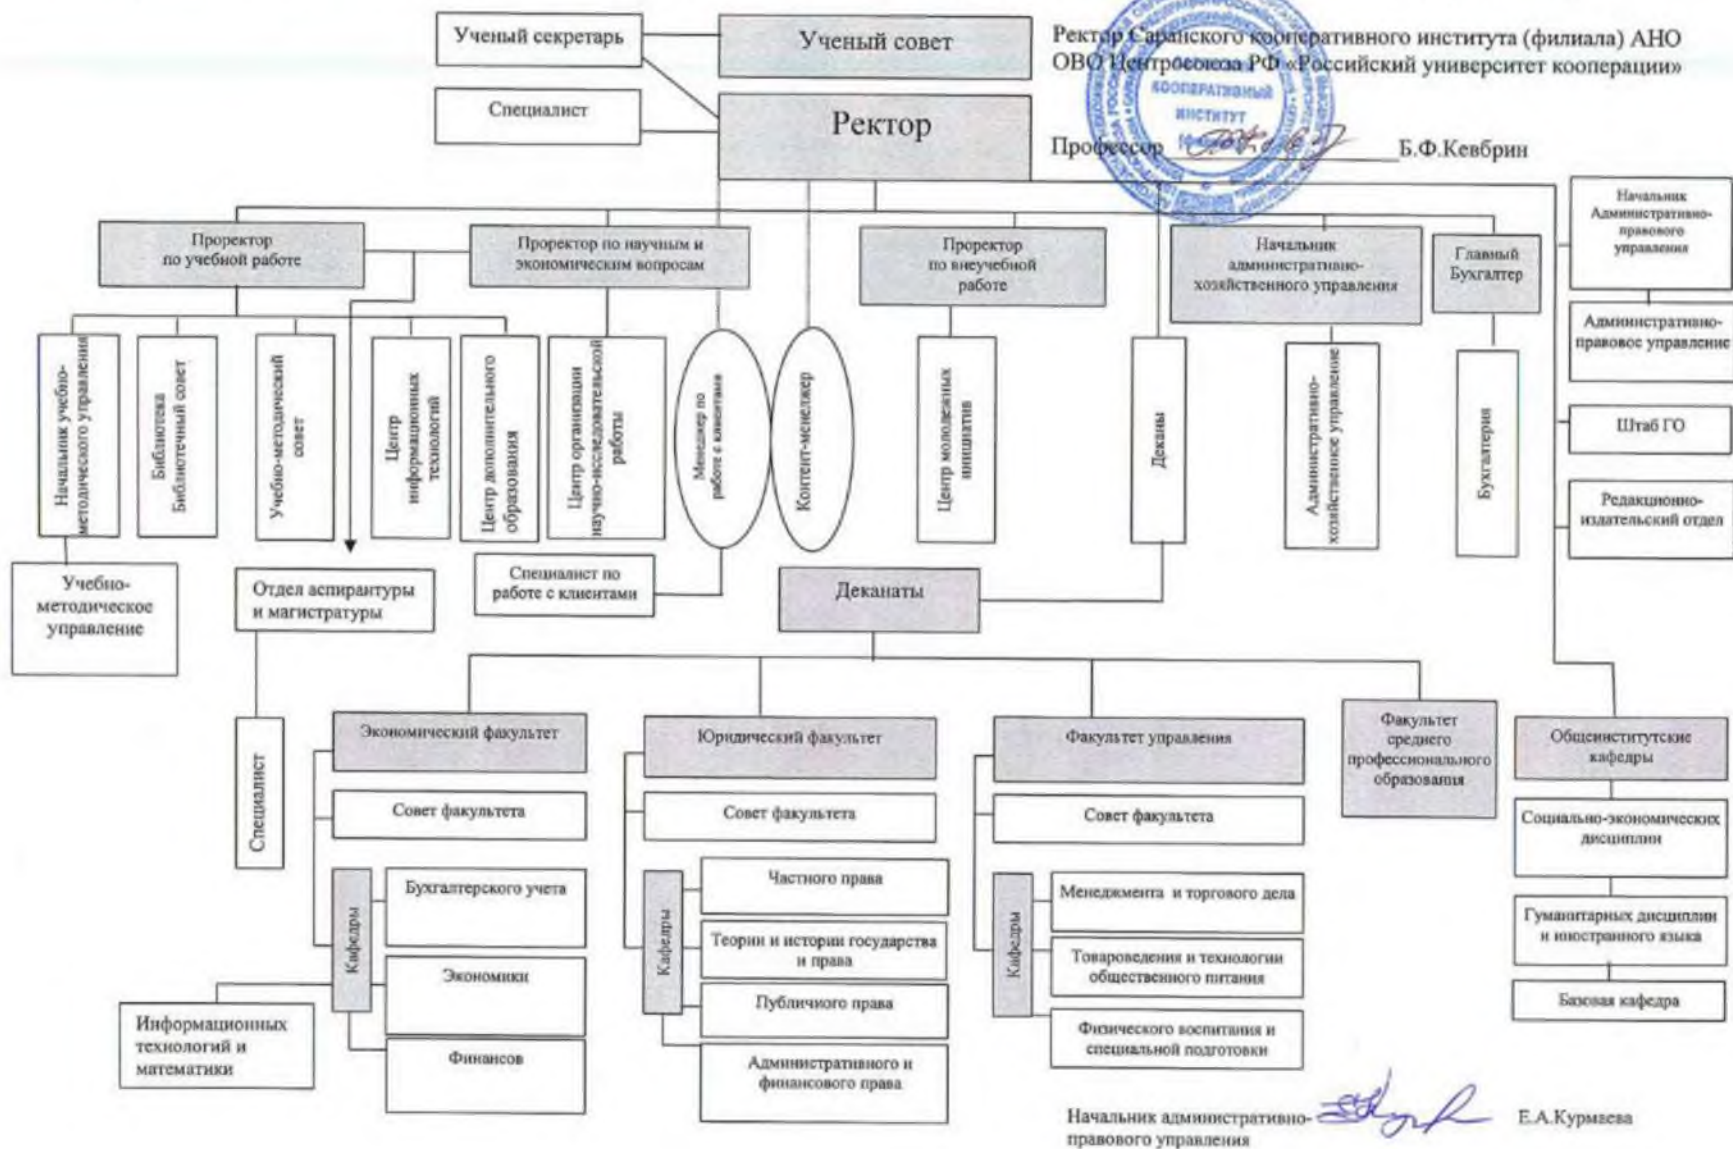 Ученый секретарь
Ученый совет
Ректор Саранского кооперативного института (филиала) АНО
ОВО Центросоюза РФ «Российский университет кооперации»
КООПЕРАТИВНЫЙ
ИНСТИТУТ
Специалист
Ректор
Профессор
Б.Ф.Кевбрин
Начальник
Административно-
правового
управления
Проректор
по учебной работе
Проректор по научным и
экономическим вопросам
Проректор
по внеучебной
работе
Начальник
административно-
хозяйственного управления
Главный
Бухгалтер
Административно-
правовое управление
Штаб ГО
Редакционно-
издательский отдел
Начальник учебно-
методического управления
Библиотека
Библиотечный совет
Учебно-методический
совет
Центр
информационных
технологий
Центр дополнительного
образования
Центр организации
научно-исследовательской
работы
Менеджер по
работе с клиентами
Контент-менеджер
Центр молодежных
инициатив
Деканы
Административно-
хозяйственное управление
Бухгалтерия
Учебно-
методическое
управление
Отдел аспирантуры
и магистратуры
Специалист по
работе с клиентами
Деканаты
Специалист
Экономический факультет
Совет факультета
Кафедры
Бухгалтерского учета
Экономики
Финансов
Информационных
технологий и
математики
Юридический факультет
Совет факультета
Кафедры
Частного права
Теории и истории государства
и права
Публичного права
Административного и
финансового права
Факультет управления
Совет факультета
Кафедры
Менеджмента и торгового дела
Товароведения и технологии
общественного питания
Физического воспитания и
специальной подготовки
Факультет
среднего
профессионального
образования
Общеинститутские
кафедры
Социально-экономических
дисциплин
Гуманитарных дисциплин
и иностранного языка
Базовая кафедра
Начальник административно-
правового управления
Е.А.Курмаева